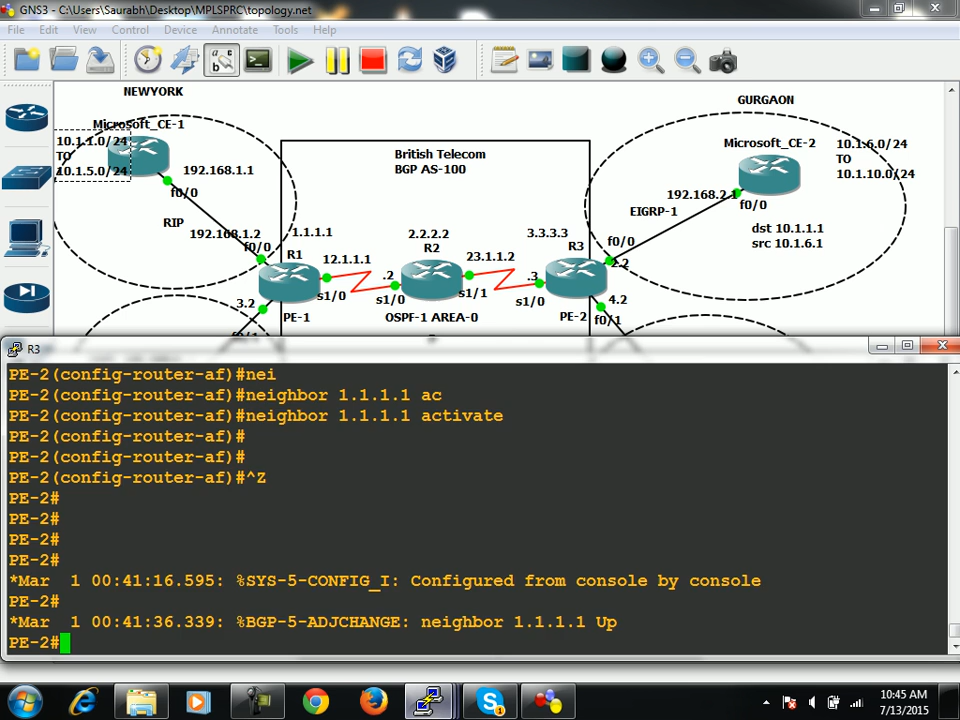 GNS3 - C:\Users\Saurabh\Desktop\MPLSPRC\topology.net
File Edit View Control Device Annotate Tools Help
NEWYORK
GURGAON
Microsoft_CE-1
Microsoft_CE-2
10.1.1.0/24
TO
10.1.5.0/24
192.168.1.1
f0/0
RIP
192.168.1.2
f0/0
British Telecom
BGP AS-100
10.1.6.0/24
TO
10.1.10.0/24
192.168.2.1
f0/0
EIGRP-1
dst 10.1.1.1
src 10.1.6.1
1.1.1.1
2.2.2.2
3.3.3.3
R1
R2
R3
12.1.1.1
23.1.1.2
f0/0
2.2
.2
.3
s1/0
s1/0
s1/1
s1/0
3.2
4.2
PE-1
OSPF-1 AREA-0
PE-2
f0/1
f0/1
R3
PE-2(config-router-af)#nei
PE-2(config-router-af)#neighbor 1.1.1.1 ac
PE-2(config-router-af)#neighbor 1.1.1.1 activate
PE-2(config-router-af)#
PE-2(config-router-af)#
PE-2(config-router-af)#^Z
PE-2#
PE-2#
PE-2#
PE-2#
*Mar  1 00:41:16.595: %SYS-5-CONFIG_I: Configured from console by console
PE-2#
*Mar  1 00:41:36.339: %BGP-5-ADJCHANGE: neighbor 1.1.1.1 Up
PE-2#
10:45 AM
7/13/2015